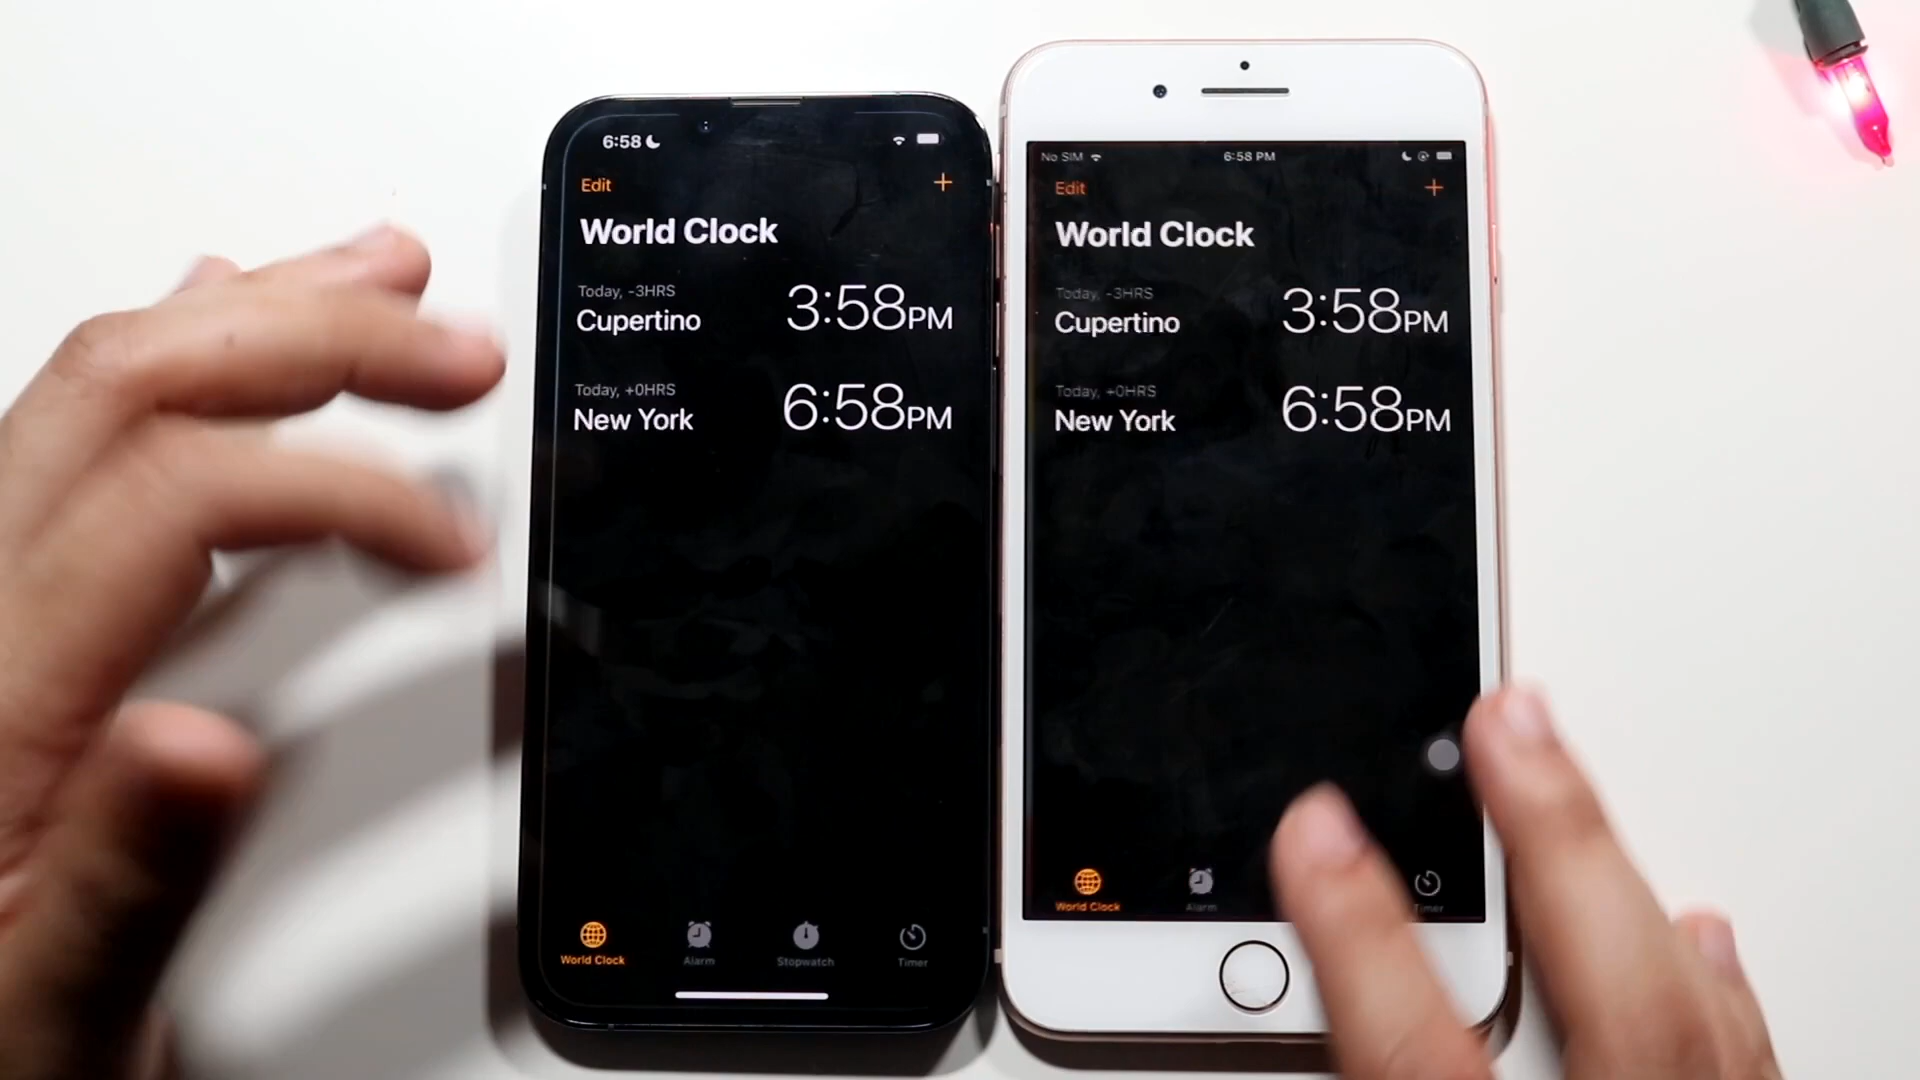 6:58
Edit +
World Clock
Today, -3HRS
Cupertino 3:58PM
Today, +0HRS
New York 6:58PM
World Clock Alarm Stopwatch Timer
No SIM 6:58 PM
Edit +
World Clock
Today, -3HRS
Cupertino 3:58PM
Today, +0HRS
New York 6:58PM
World Clock Alarm Timer